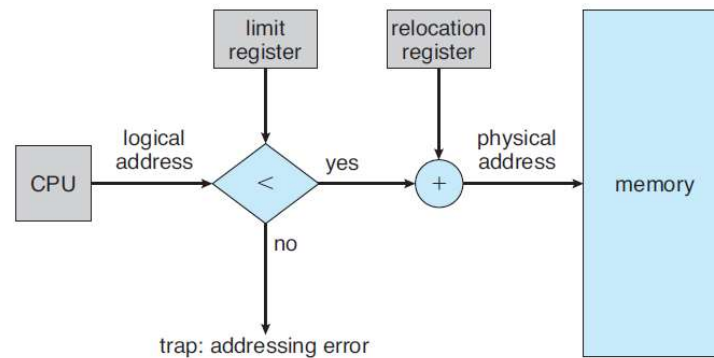 limit
register
relocation
register
logical
address
physical
address
CPU
<
yes
+
memory
no
trap: addressing error